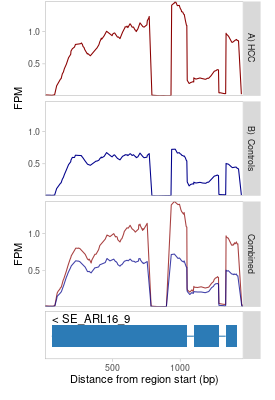 1.0
0.5
A) HCC
FPM
1.0
0.5
B) Controls
1.0
0.5
Combined
FPM
< SE_ARL16_9
500
1000
Distance from region start (bp)